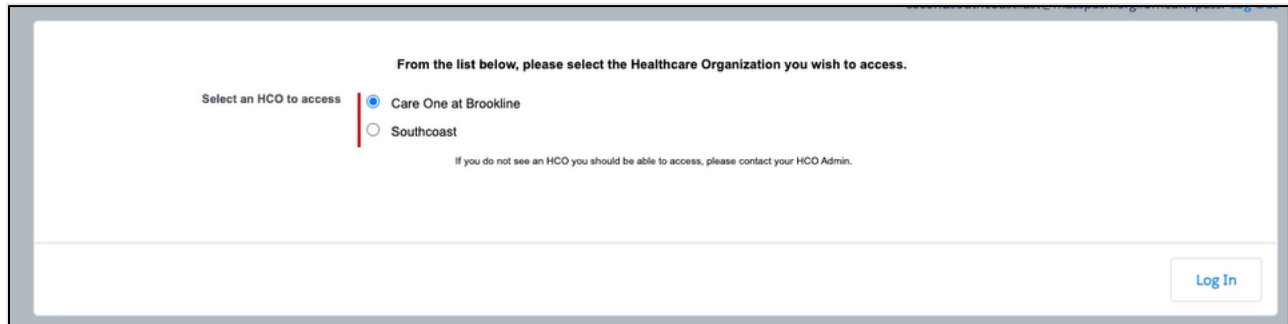 From the list below, please select the Healthcare Organization you wish to access.
Select an HCO to access
Care One at Brookline
Southcoast
If you do not see an HCO you should be able to access, please contact your HCO Admin.
Log In